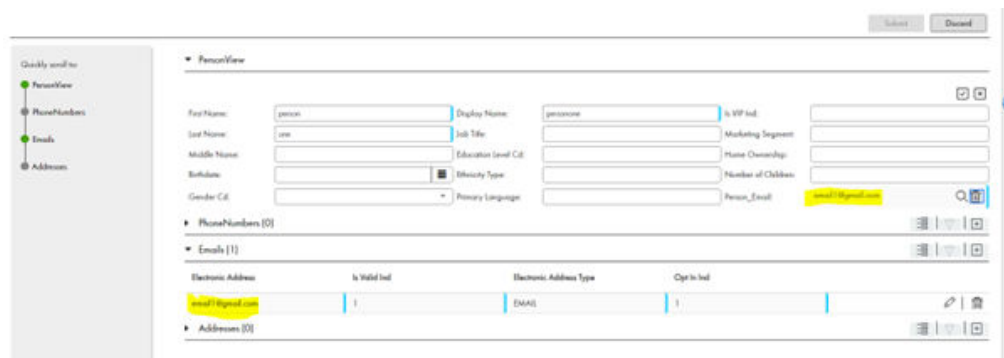 Submit Discard
Quickly scroll to:
PersonView
PhoneNumbers
Emails
Addresses
PersonView
First Name: person Display Name: personone Is VIP Ind:
Last Name: one Job Title: Marketing Segment:
Middle Name: Education Level Cd: Home Ownership:
Birthdate: Ethnicity Type: Number of Children:
Gender Cd: Primary Language: Person_Email: email1@gmail.com
PhoneNumbers (0)
Emails (1)
Electronic Address Is Valid Ind Electronic Address Type Opt In Ind
email1@gmail.com 1 EMAIL 1
Addresses (0)